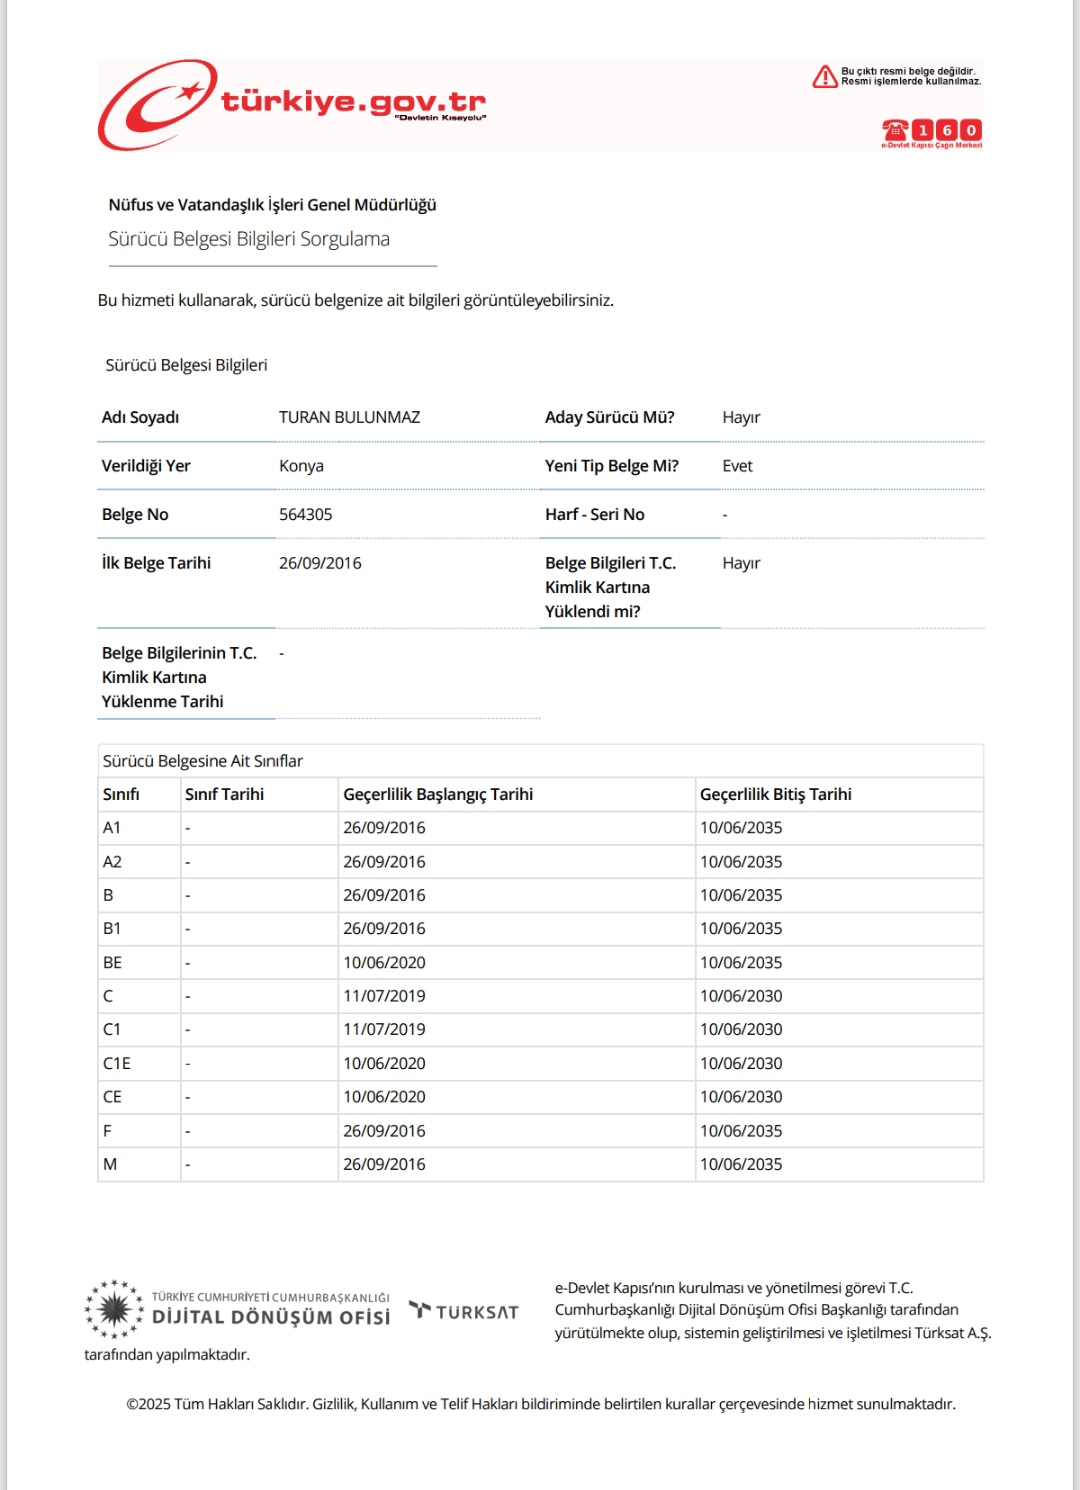 türkiye.gov.tr
"Devletin Kısayolu"
Bu çıktı resmi belge değildir.
Resmi işlemlerde kullanılmaz.
160
e-Devlet Kapısı Çağrı Merkezi
Nüfus ve Vatandaşlık İşleri Genel Müdürlüğü
Sürücü Belgesi Bilgileri Sorgulama
Bu hizmeti kullanarak, sürücü belgenize ait bilgileri görüntüleyebilirsiniz.
Sürücü Belgesi Bilgileri
Adı Soyadı TURAN BULUNMAZ Aday Sürücü Mü? Hayır
Verildiği Yer Konya Yeni Tip Belge Mi? Evet
Belge No 564305 Harf - Seri No -
İlk Belge Tarihi 26/09/2016 Belge Bilgileri T.C. Hayır
Kimlik Kartına
Yüklendi mi?
Belge Bilgilerinin T.C. -
Kimlik Kartına
Yüklenme Tarihi
Sürücü Belgesine Ait Sınıflar
Sınıfı Sınıf Tarihi Geçerlilik Başlangıç Tarihi Geçerlilik Bitiş Tarihi
A1 - 26/09/2016 10/06/2035
A2 - 26/09/2016 10/06/2035
B - 26/09/2016 10/06/2035
B1 - 26/09/2016 10/06/2035
BE - 10/06/2020 10/06/2035
C - 11/07/2019 10/06/2030
C1 - 11/07/2019 10/06/2030
C1E - 10/06/2020 10/06/2030
CE - 10/06/2020 10/06/2030
F - 26/09/2016 10/06/2035
M - 26/09/2016 10/06/2035
TÜRKİYE CUMHURİYETİ CUMHURBAŞKANLIĞI
DİJİTAL DÖNÜŞÜM OFİSİ
TÜRKSAT
e-Devlet Kapısı'nın kurulması ve yönetilmesi görevi T.C.
Cumhurbaşkanlığı Dijital Dönüşüm Ofisi Başkanlığı tarafından
yürütülmekte olup, sistemin geliştirilmesi ve işletilmesi Türksat A.Ş.
tarafından yapılmaktadır.
©2025 Tüm Hakları Saklıdır. Gizlilik, Kullanım ve Telif Hakları bildiriminde belirtilen kurallar çerçevesinde hizmet sunulmaktadır.